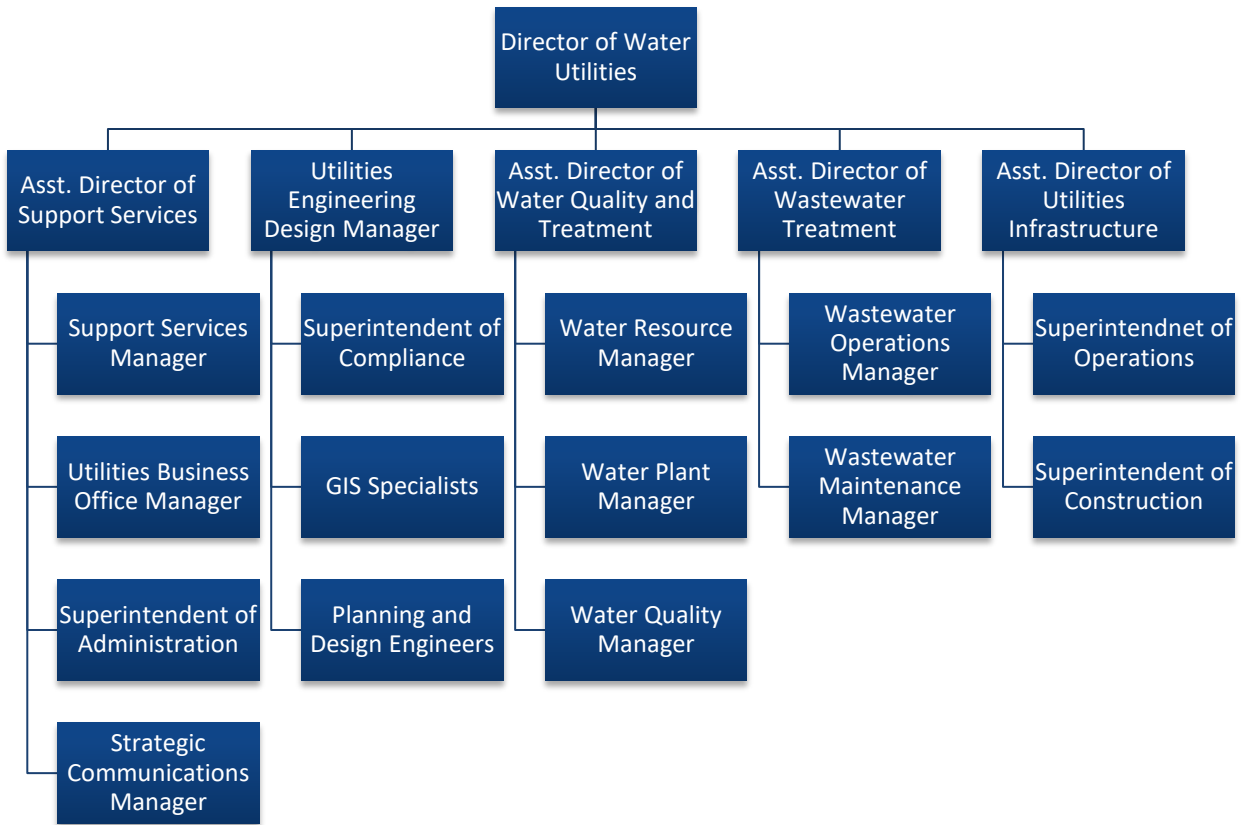 Director of Water
Utilities
Asst. Director of
Support Services
Utilities
Engineering
Design Manager
Asst. Director of
Water Quality and
Treatment
Asst. Director of
Wastewater
Treatment
Asst. Director of
Utilities
Infrastructure
Support Services
Manager
Superintendent of
Compliance
Water Resource
Manager
Wastewater
Operations
Manager
Superintendnet of
Operations
Utilities Business
Office Manager
GIS Specialists
Water Plant
Manager
Wastewater
Maintenance
Manager
Superintendent of
Construction
Superintendent of
Administration
Planning and
Design Engineers
Water Quality
Manager
Strategic
Communications
Manager